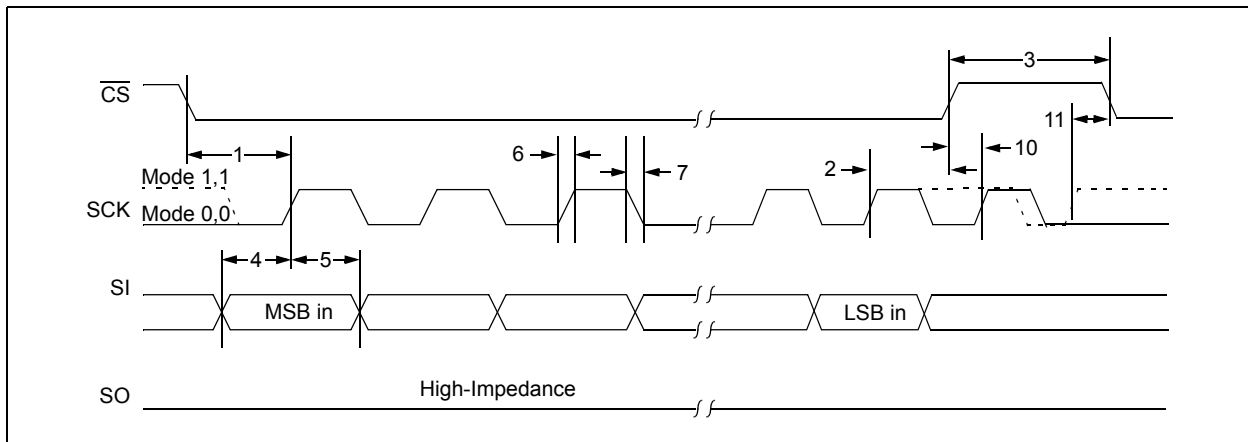 3
CS
11
1
6
7
2
10
Mode 1,1
SCK
Mode 0,0
4
5
SI
MSB in
LSB in
SO
High-Impedance